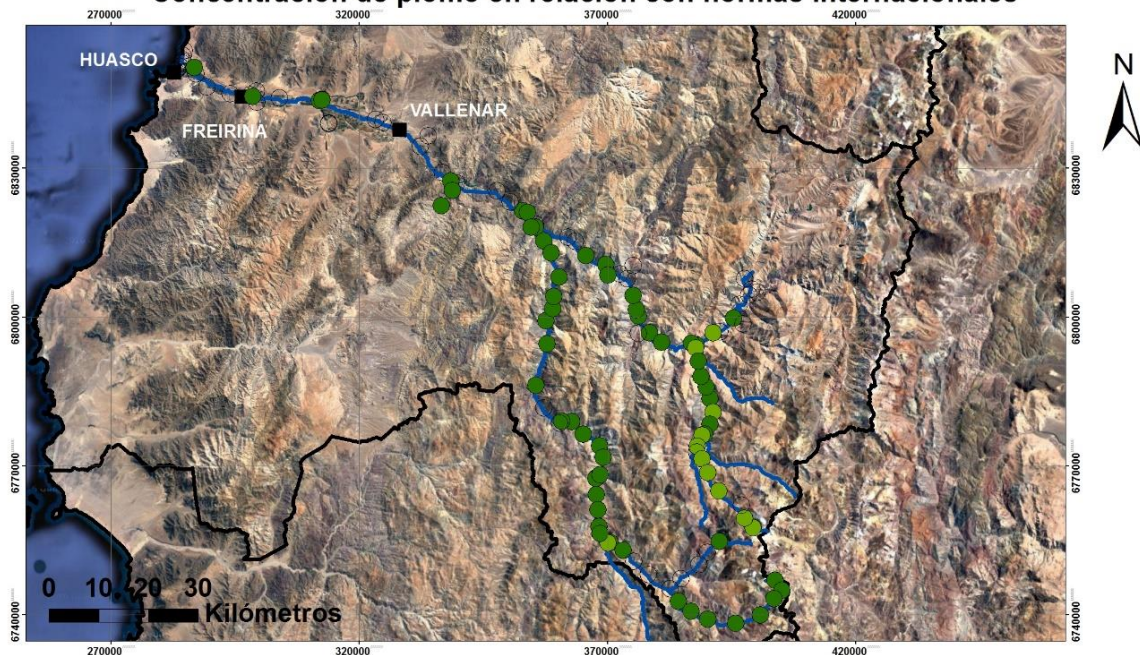 Concentración de plomo en relación con normas internacionales
270000 320000 370000 420000
N
HUASCO
VALLENAR
FREIRINA
6830000 6830000
6800000 6800000
6770000 6770000
0 10 20 30
Kilómetros
6740000 6740000
270000 320000 370000 420000